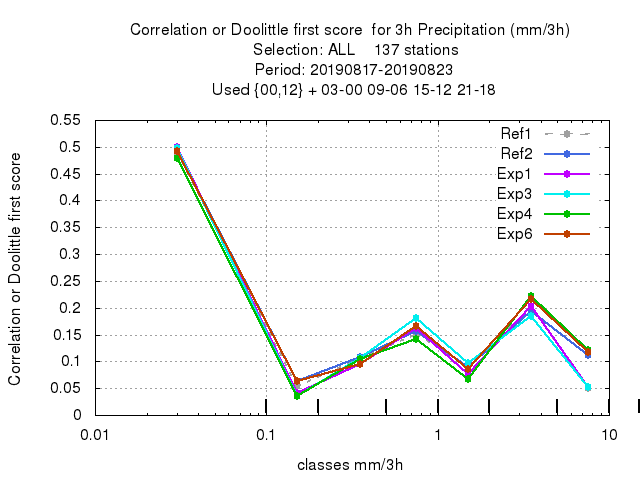 Correlation or Doolittle first score  for 3h Precipitation (mm/3h)
Selection: ALL    137 stations
Period: 20190817-20190823
Used {00,12} + 03-00 09-06 15-12 21-18
Correlation or Doolittle first score
0.55
0.5
0.45
0.4
0.35
0.3
0.25
0.2
0.15
0.1
0.05
0
Ref1
Ref2
Exp1
Exp3
Exp4
Exp6
0.01 0.1 1 10
classes mm/3h